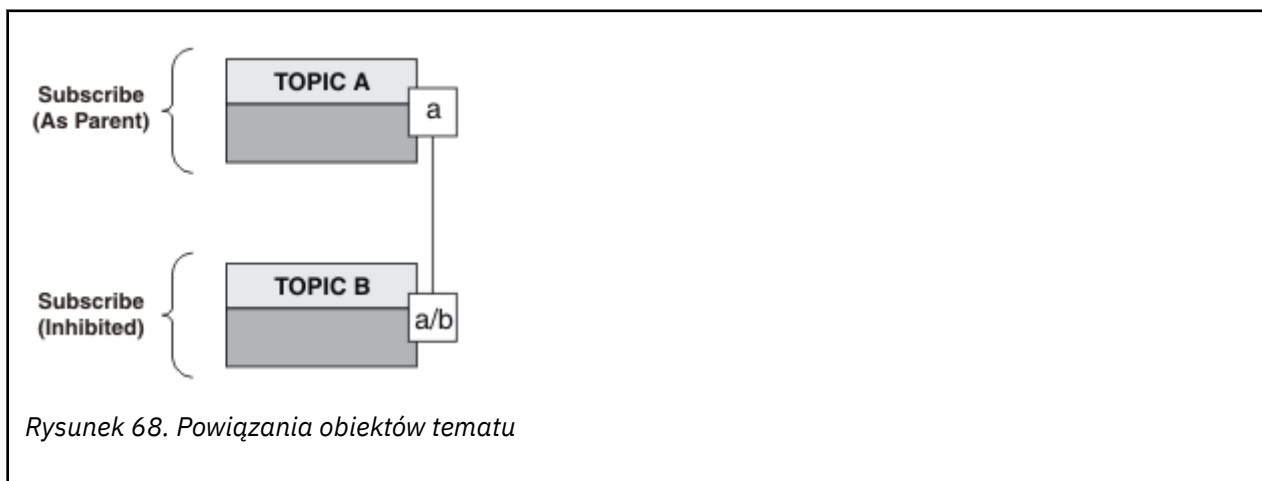 Subscribe
(As Parent)
TOPIC A
a
Subscribe
(Inhibited)
TOPIC B
a/b
Rysunek 68. Powiązania obiektów tematu